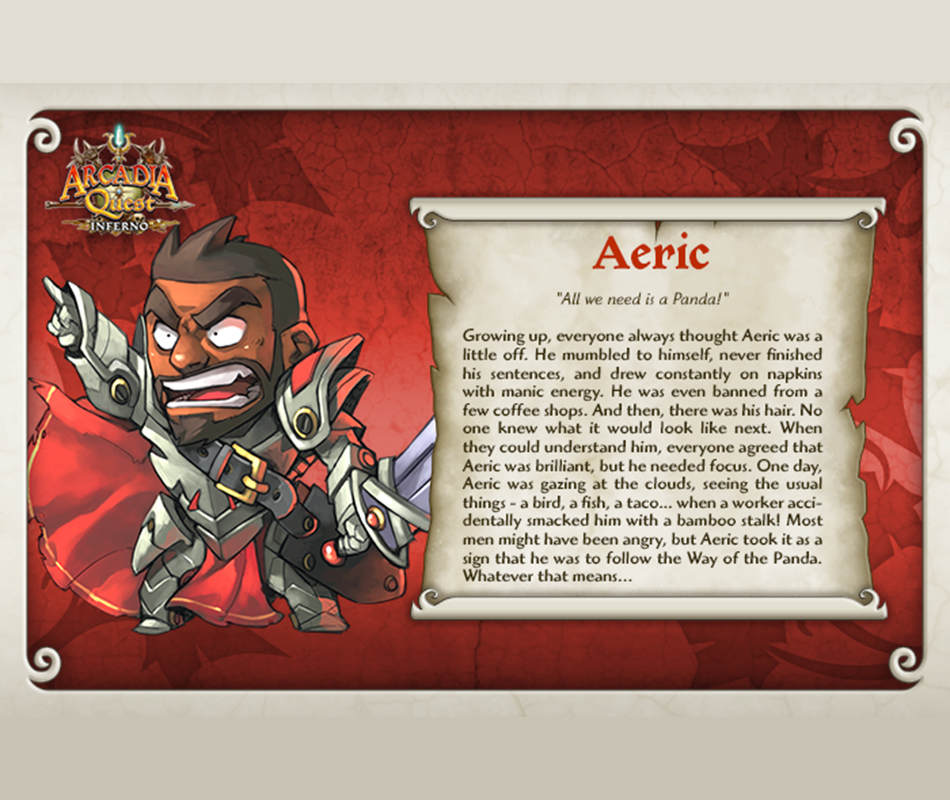 ARCADIA
Quest
INFERNO
Aeric
"All we need is a Panda!"
Growing up, everyone always thought Aeric was a
little off. He mumbled to himself, never finished
his sentences, and drew constantly on napkins
with manic energy. He was even banned from a
few coffee shops. And then, there was his hair. No
one knew what it would look like next. When
they could understand him, everyone agreed that
Aeric was brilliant, but he needed focus. One day,
Aeric was gazing at the clouds, seeing the usual
things - a bird, a fish, a taco... when a worker acci-
dentally smacked him with a bamboo stalk! Most
men might have been angry, but Aeric took it as a
sign that he was to follow the Way of the Panda.
Whatever that means...